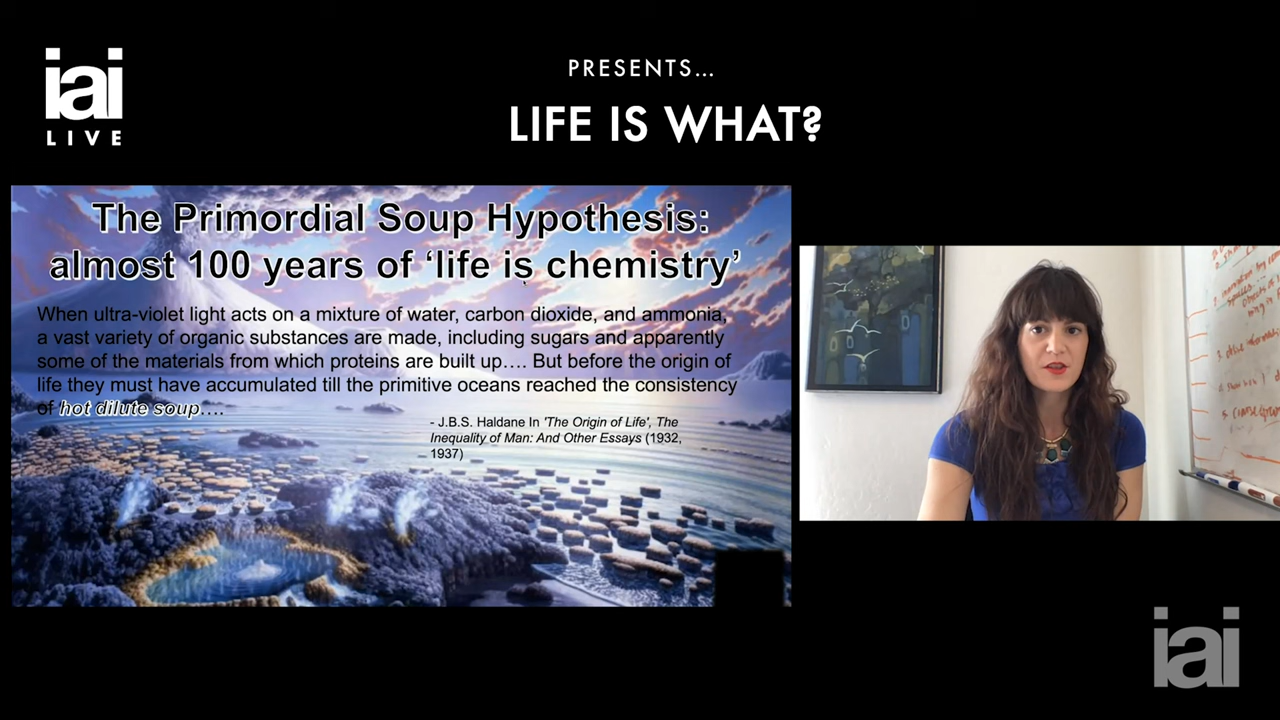 iai
LIVE
PRESENTS...
LIFE IS WHAT?
The Primordial Soup Hypothesis:
almost 100 years of ‘life is chemistry’
When ultra-violet light acts on a mixture of water, carbon dioxide, and ammonia,
a vast variety of organic substances are made, including sugars and apparently
some of the materials from which proteins are built up.... But before the origin of
life they must have accumulated till the primitive oceans reached the consistency
of hot dilute soup....
- J.B.S. Haldane In 'The Origin of Life', The
Inequality of Man: And Other Essays (1932,
1937)
iai